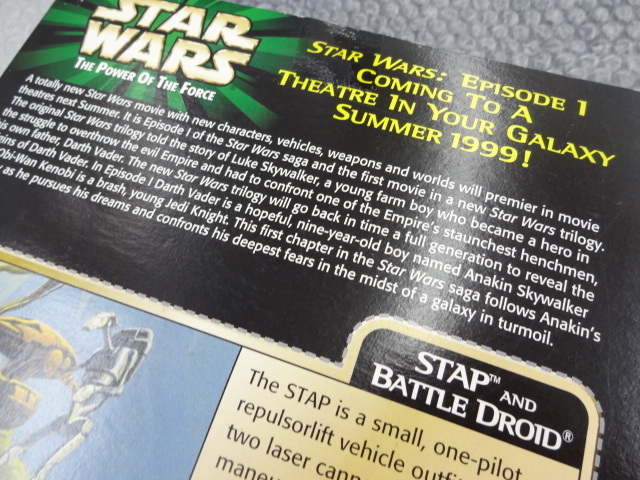 STAR
WARS
THE POWER OF THE FORCE
STAR WARS: EPISODE 1
COMING TO A
THEATRE IN YOUR GALAXY
SUMMER 1999!
A totally new Star Wars movie with new characters, vehicles, weapons and worlds will premier in movie
theatres next Summer. It is Episode I of the Star Wars saga and the first movie in a new Star Wars trilogy.
The original Star Wars trilogy told the story of Luke Skywalker, a young farm boy who became a hero in
the struggle to overthrow the evil Empire and had to confront one of the Empire's staunchest henchmen,
his own father, Darth Vader. The new Star Wars trilogy will go back in time a full generation to reveal the
gins of Darth Vader. In Episode I Darth Vader is a hopeful, nine-year-old boy named Anakin Skywalker
Obi-Wan Kenobi is a brash, young Jedi Knight. This first chapter in the Star Wars saga follows Anakin's
as he pursues his dreams and confronts his deepest fears in the midst of a galaxy in turmoil.
STAP™ AND
BATTLE DROID®
The STAP is a small, one-pilot
repulsorlift vehicle outfi
two laser cann
maneu